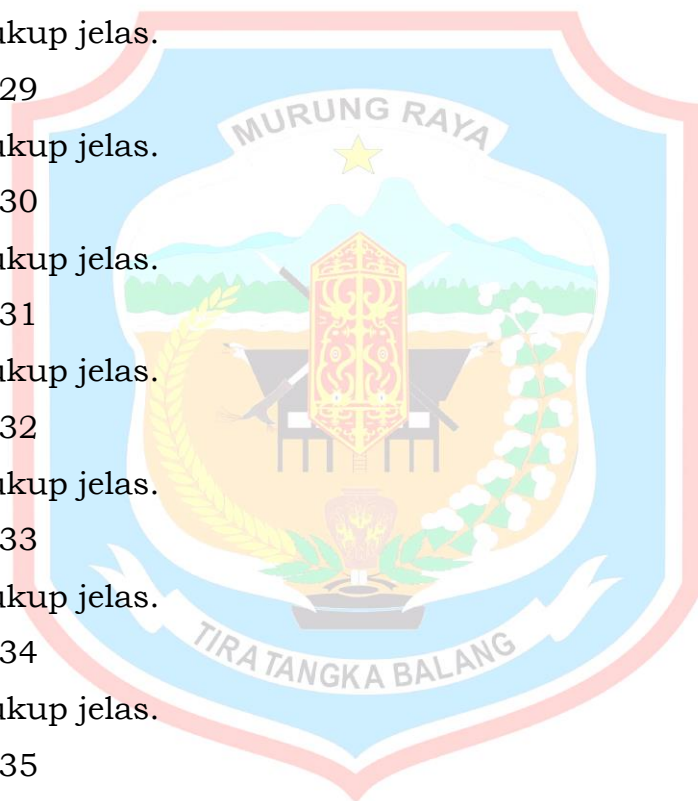 ukup jelas.
29
ukup jelas.
30
ukup jelas.
31
ukup jelas.
32
ukup jelas.
33
ukup jelas.
34
ukup jelas.
35
MURUNG RAYA
TIRA TANGKA BALANG